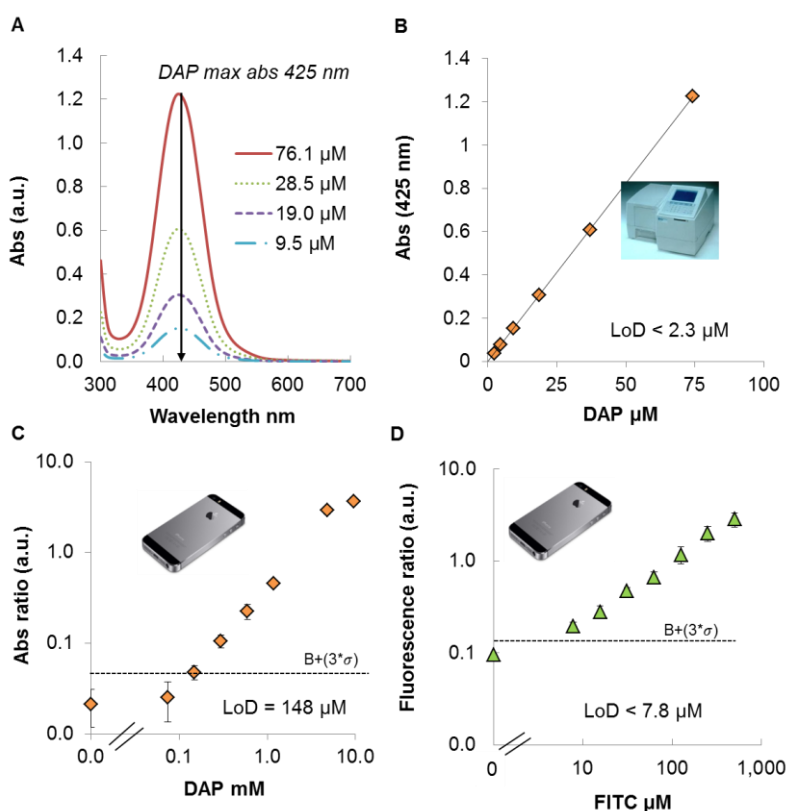 A
DAP max abs 425 nm
Abs (a.u.)
1.4
1.2
1.0
0.8
0.6
0.4
0.2
0.0
76.1 µM
28.5 µM
19.0 µM
9.5 µM
300
400
500
600
700
Wavelength nm
B
Abs (425 nm)
1.4
1.2
1
0.8
0.6
0.4
0.2
0
LoD < 2.3 µM
0
25
50
75
100
DAP µM
C
Abs ratio (a.u.)
10.0
1.0
0.1
0.0
B+(3*σ)
LoD = 148 µM
0.0
0.1
1.0
10.0
DAP mM
D
Fluorescence ratio (a.u.)
10.0
1.0
0.1
0.0
B+(3*σ)
LoD < 7.8 µM
0
10
100
1,000
FITC µM